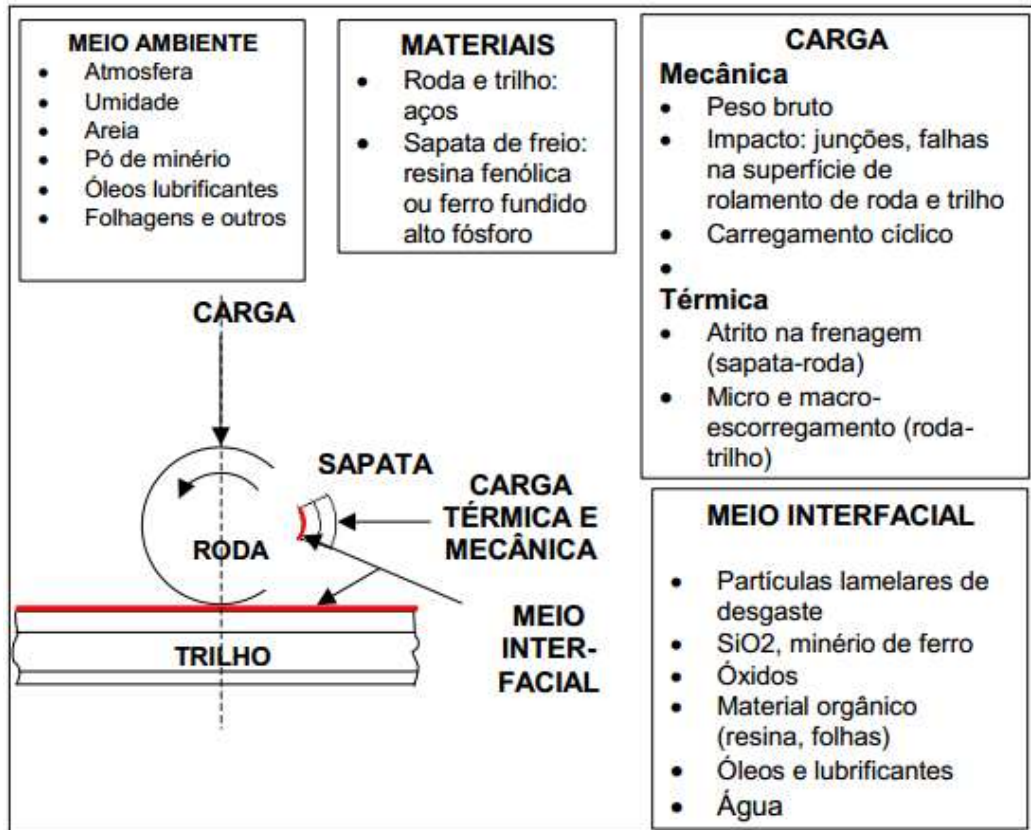 MEIO AMBIENTE
• Atmosfera
• Umidade
• Areia
• Pó de minério
• Óleos lubrificantes
• Folhagens e outros
MATERIAIS
• Roda e trilho:
aços
• Sapata de freio:
resina fenólica
ou ferro fundido
alto fósforo
CARGA
Mecânica
• Peso bruto
• Impacto: junções, falhas
na superfície de
rolamento de roda e trilho
• Carregamento cíclico
•
Térmica
• Atrito na frenagem
(sapata-roda)
• Micro e macro-
escorregamento (roda-
trilho)
CARGA
SAPATA
CARGA
TÉRMICA E
MECÂNICA
RODA
MEIO
INTER-
FACIAL
TRILHO
MEIO INTERFACIAL
• Partículas lamelares de
desgaste
• SiO2, minério de ferro
• Óxidos
• Material orgânico
(resina, folhas)
• Óleos e lubrificantes
• Água